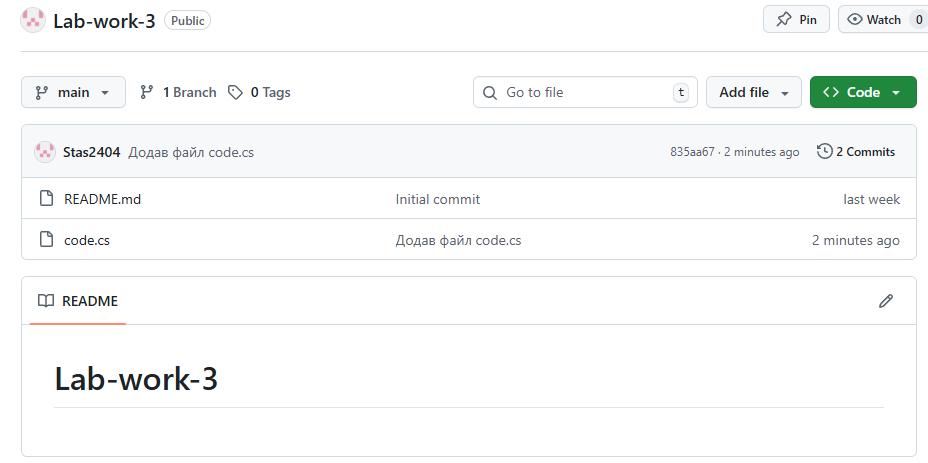 Lab-work-3 Public Pin Watch 0
main 1 Branch 0 Tags Go to file t Add file Code
Stas2404 Додав файл code.cs 835aa67 · 2 minutes ago 2 Commits
README.md Initial commit last week
code.cs Додав файл code.cs 2 minutes ago
README
Lab-work-3